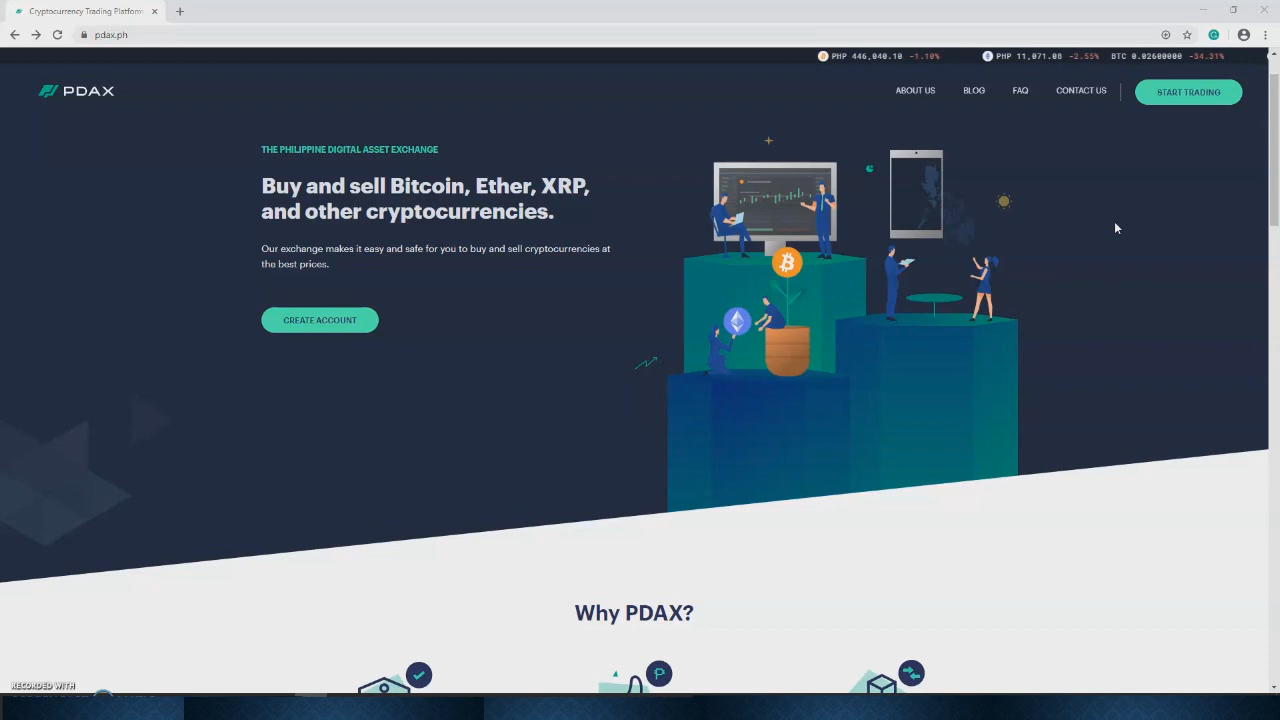 Cryptocurrency Trading Platform
pdax.ph
PHP 446,040.10 -1.10%
PHP 11,071.08 -2.55% BTC 0.02600000 -34.31%
PDAX
ABOUT US
BLOG
FAQ
CONTACT US
START TRADING
THE PHILIPPINE DIGITAL ASSET EXCHANGE
Buy and sell Bitcoin, Ether, XRP,
and other cryptocurrencies.
Our exchange makes it easy and safe for you to buy and sell cryptocurrencies at
the best prices.
CREATE ACCOUNT
Why PDAX?
RECORDED WITH